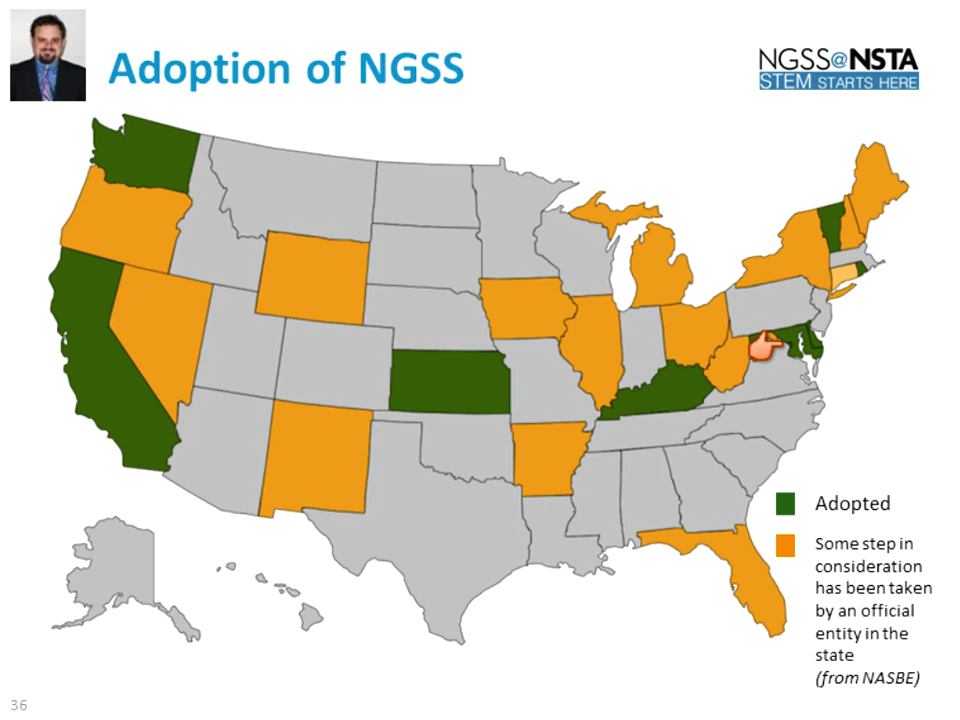 Adoption of NGSS
NGSS@NSTA
STEM STARTS HERE
Adopted
Some step in
consideration
has been taken
by an official
entity in the
state
(from NASBE)
36